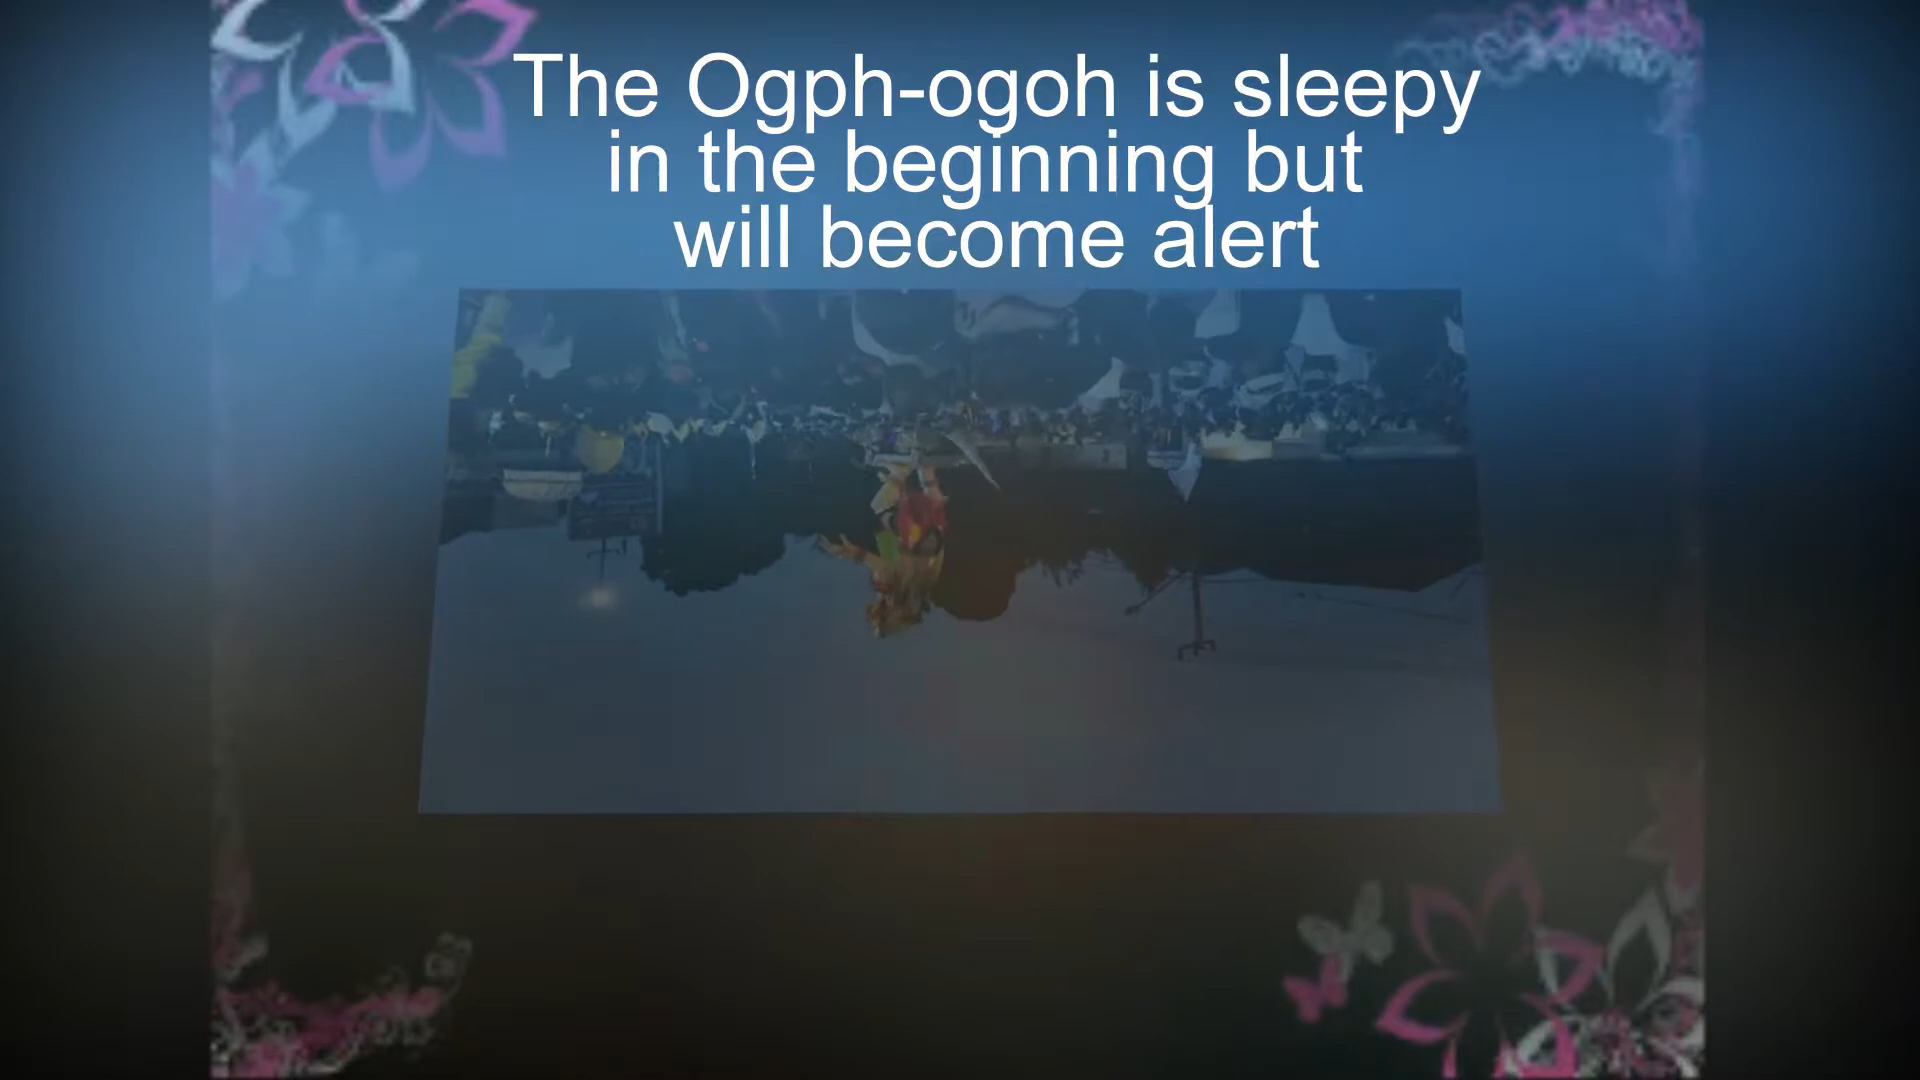 The Ogph-ogoh is sleepy
in the beginning but
will become alert